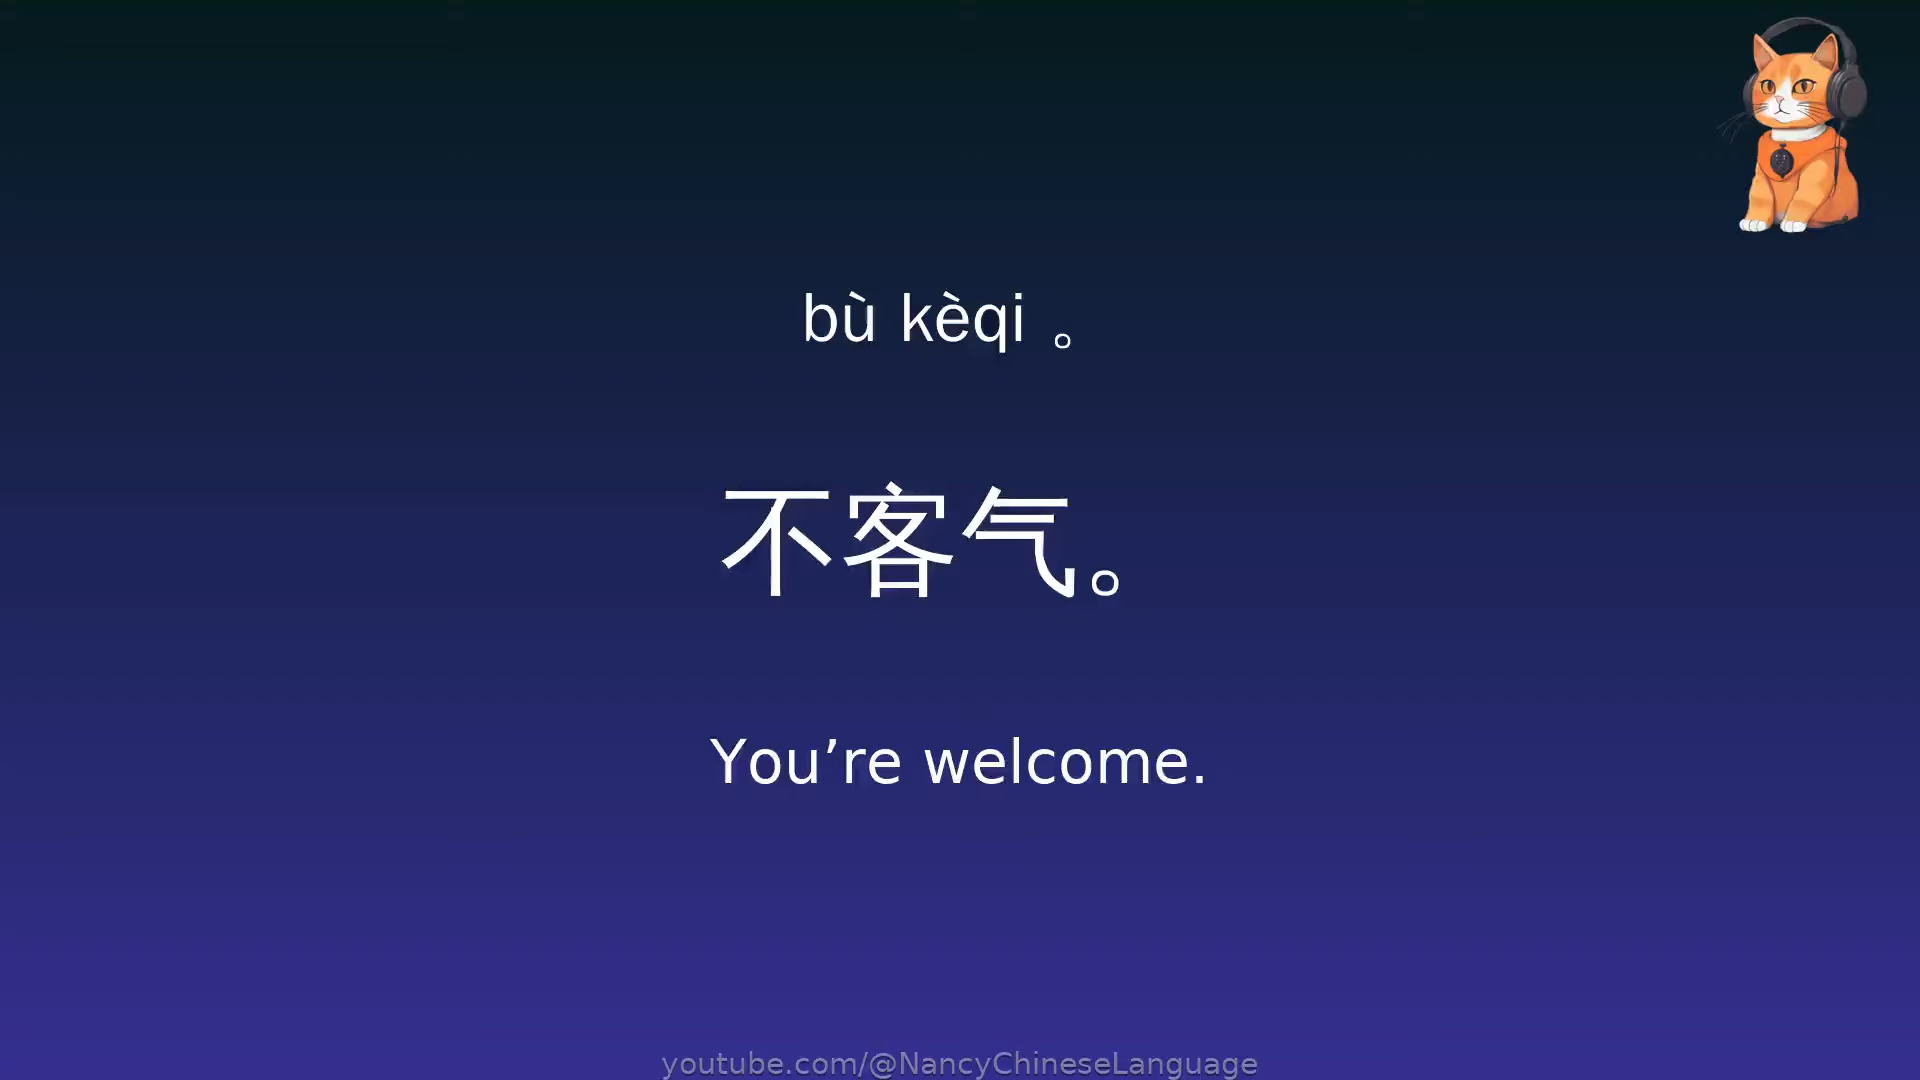 bù kèqi 。
不客气。
You’re welcome.
youtube.com/@NancyChineseLanguage